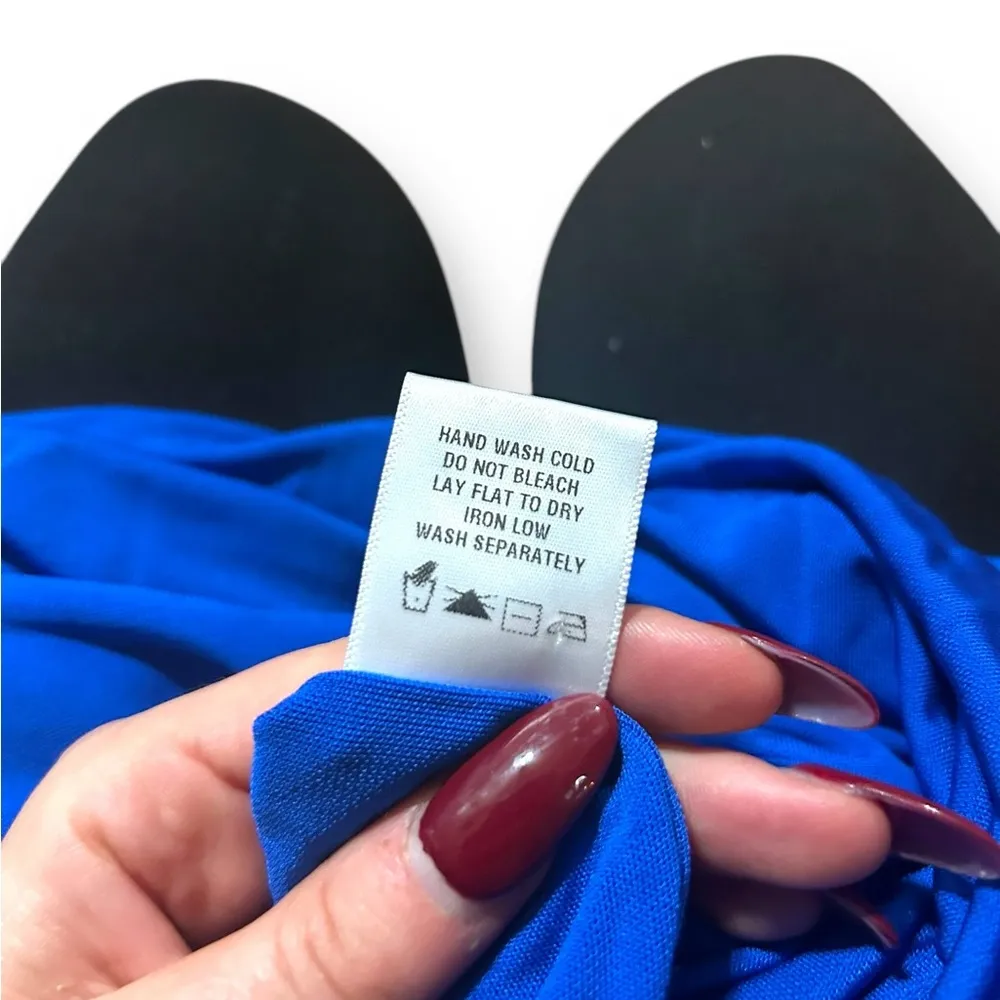 HAND WASH COLD
DO NOT BLEACH
LAY FLAT TO DRY
IRON LOW
WASH SEPARATELY